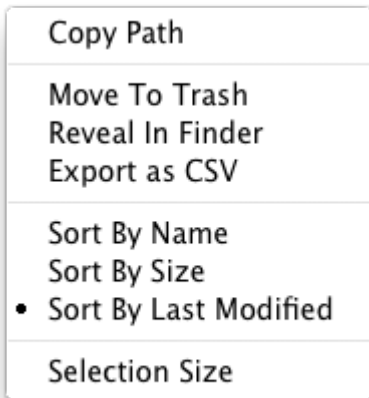 Copy Path
Move To Trash
Reveal In Finder
Export as CSV
Sort By Name
Sort By Size
• Sort By Last Modified
Selection Size